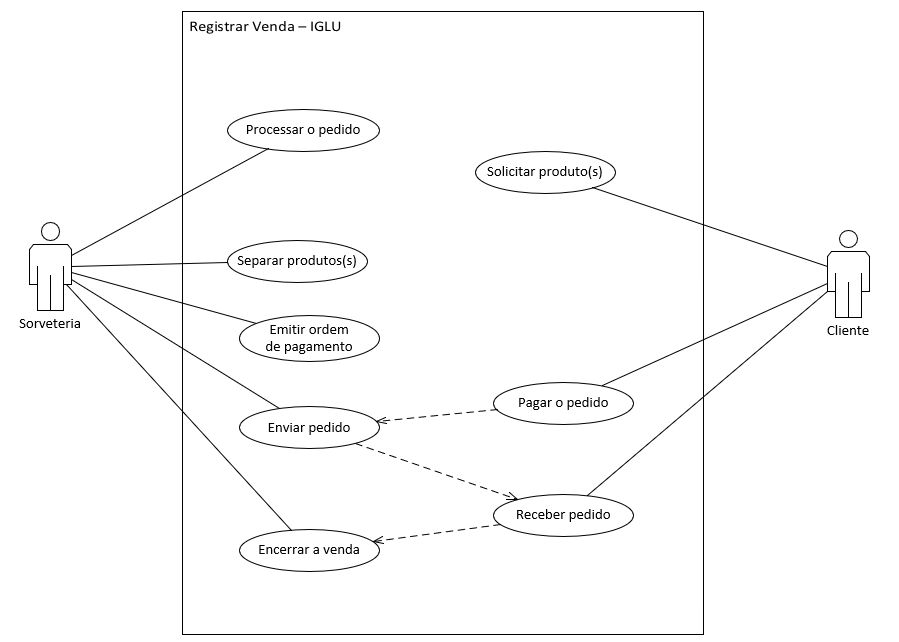 Registrar Venda – IGLU
Processar o pedido
Solicitar produto(s)
Separar produtos(s)
Sorveteria
Cliente
Emitir ordem
de pagamento
Pagar o pedido
Enviar pedido
Receber pedido
Encerrar a venda